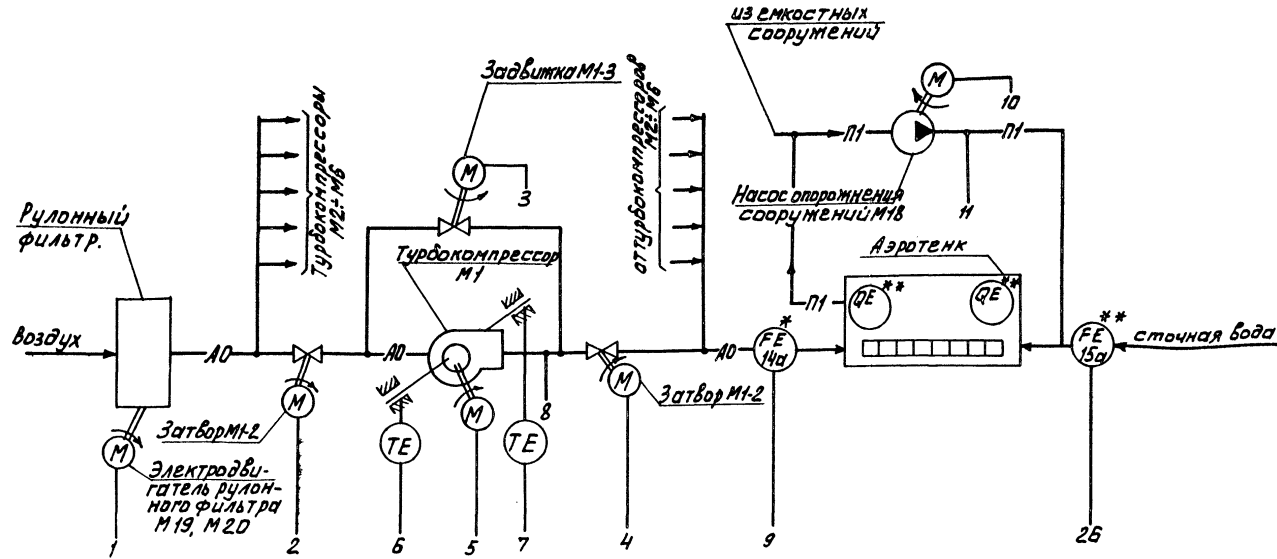 из емкостных
сооружений
Задвижка М1-3
М
10
Турбокомпрессоры
М2÷М6
М
3
от турбокомпрессоров
М2÷М6
П1
П1
Насос опорожнения
сооружений М18
11
Рулонный
фильтр.
Турбокомпрессор
М1
Аэротенк
QE
**
QE
**
П1
воздух
АО
АО
АО
FE
14а
*
FE
15а
**
сточная вода
М
М
М
8
Затвор М1-2
Затвор М1-2
М
ТЕ
ТЕ
Электродви-
гатель рулон-
ного фильтра
М19, М20
1
2
6
5
7
4
9
26